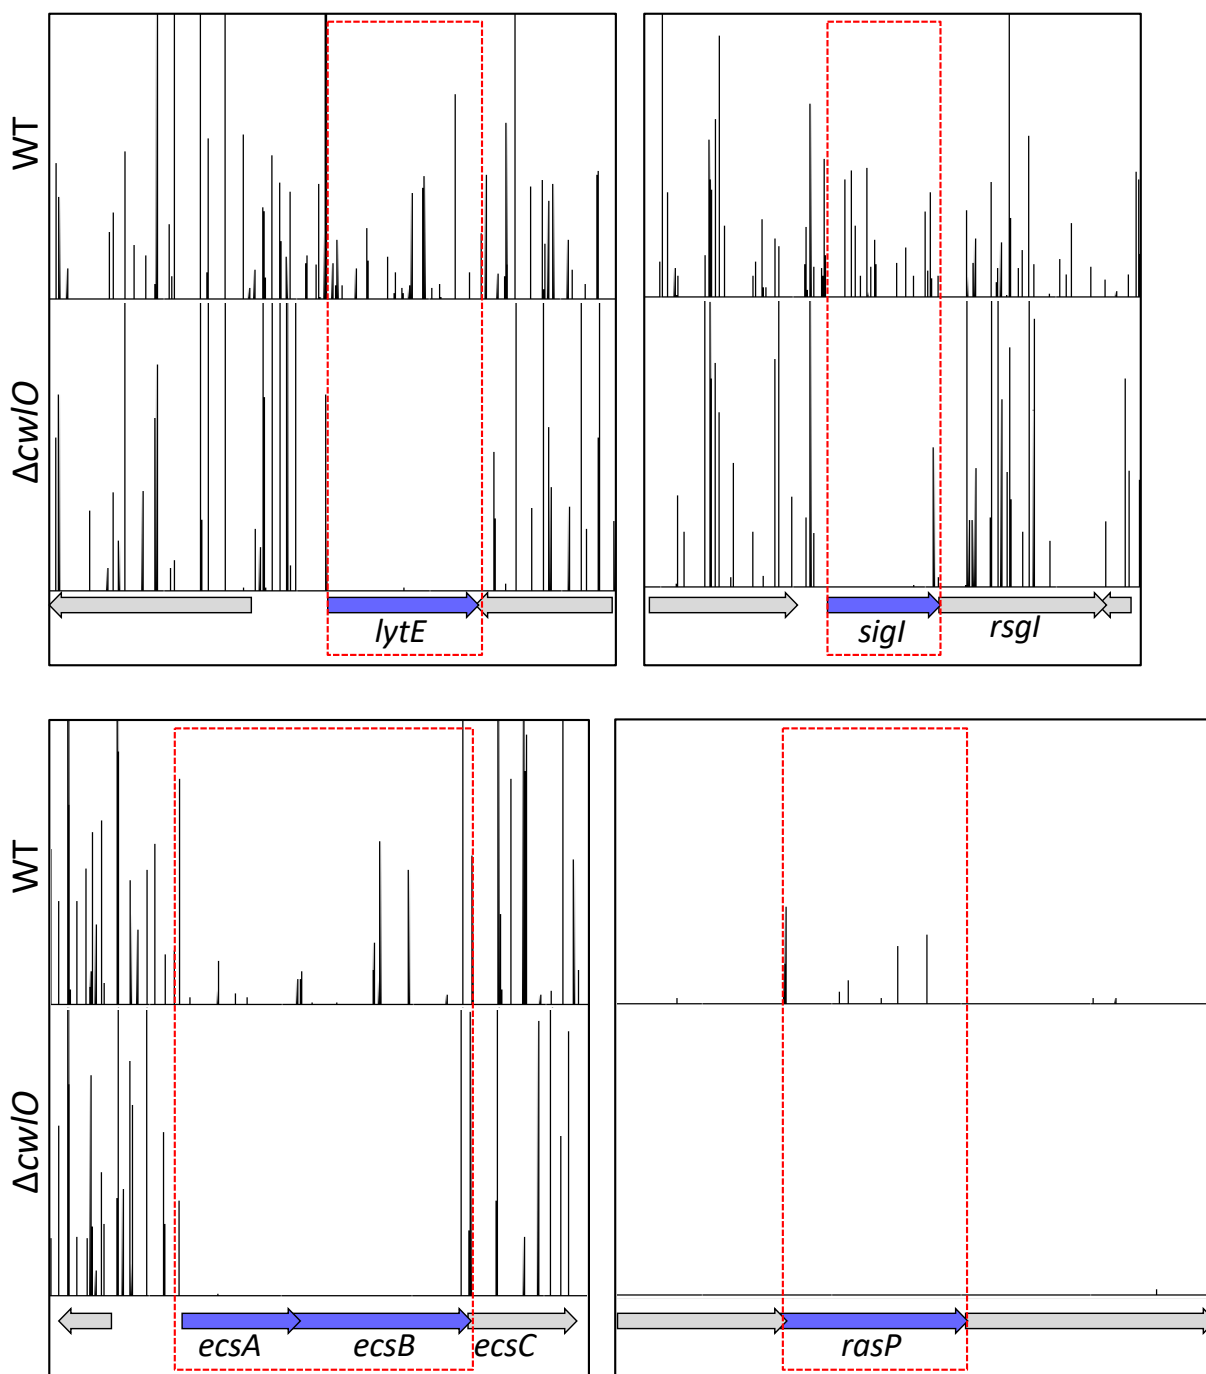 WT
ΔcwlO
lytE
sigI
rsgI
WT
ΔcwlO
ecsA
ecsB
ecsC
rasP